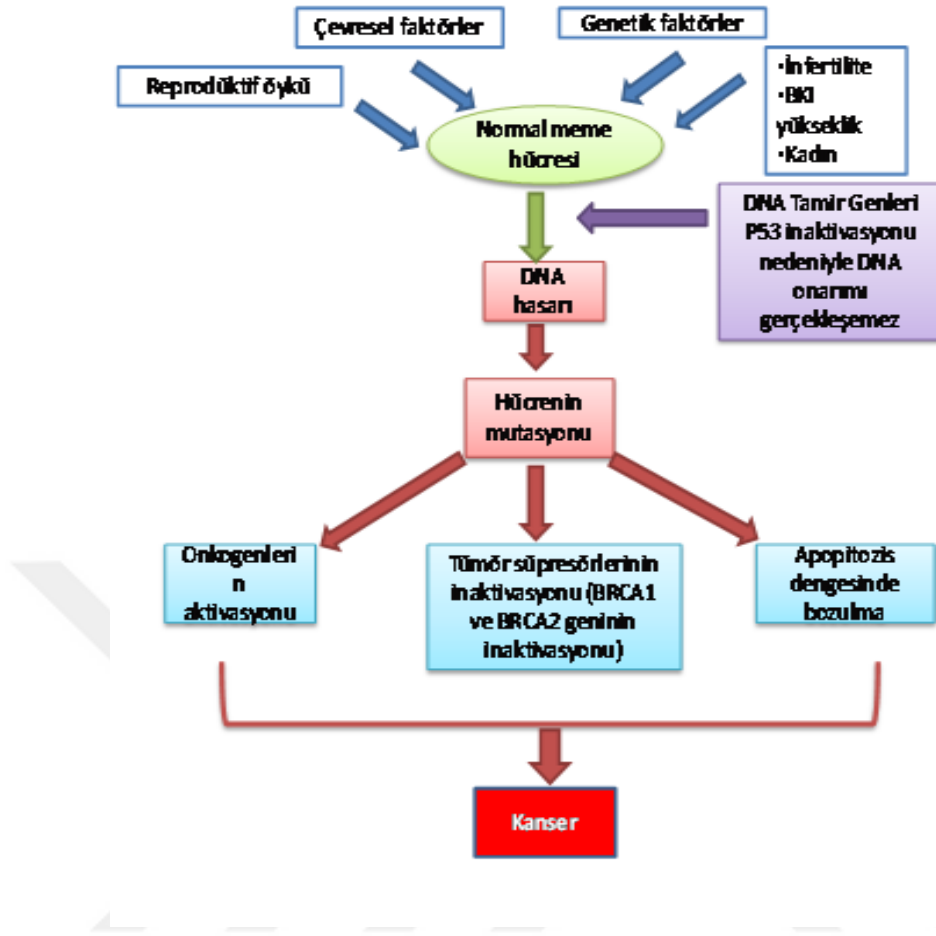 Çevresel faktörler
Genetik faktörler
Reprodüktif öykü
•İnfertilite
•BKI
yükseklik
•Kadın
Normal meme
hücresi
DNA Tamir Genleri
P53 inaktivasyonu
nedeniyle DNA
onarımı
gerçekleşemez
DNA
hasarı
Hücrenin
mutasyonu
Onkogenleri
n
aktivasyonu
Tümör süpresörlerinin
inaktivasyonu (BRCA1
ve BRCA2 geninin
inaktivasyonu)
Apopitozis
dengesinde
bozulma
Kanser